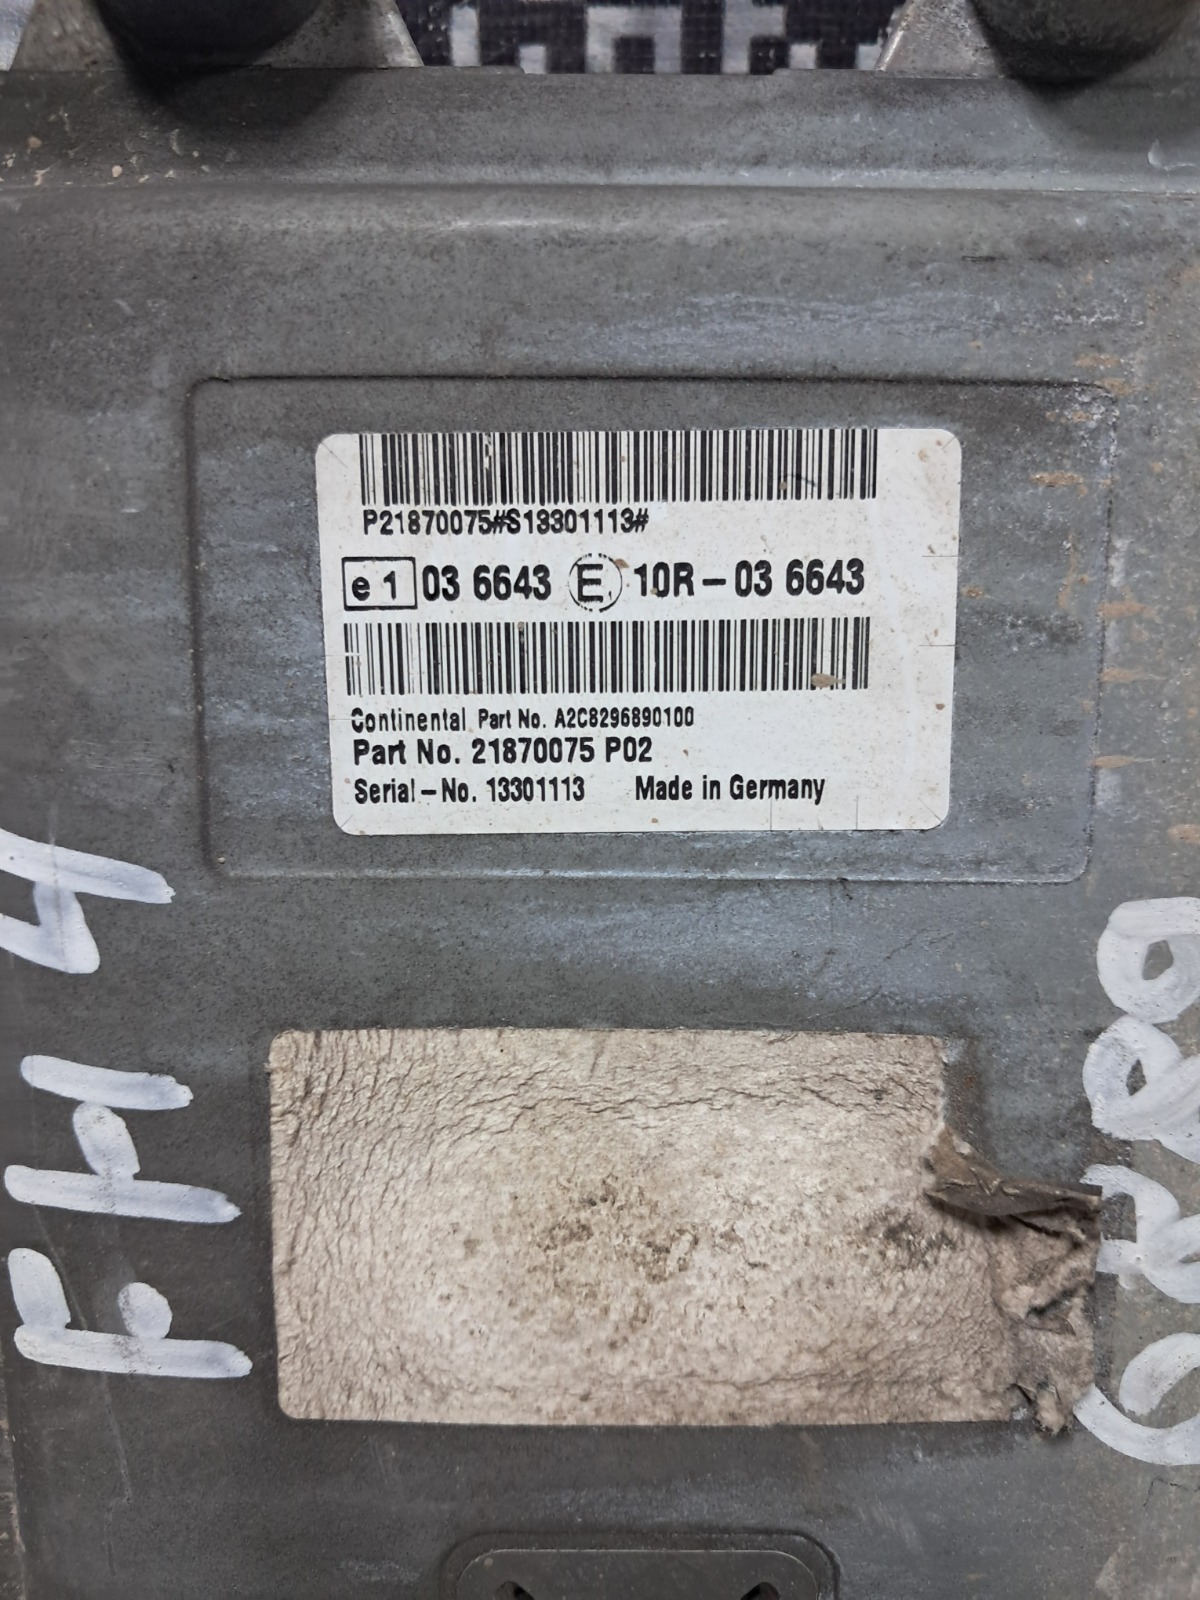 P21870075#S13301113#
e1 03 6643 E 10R-03 6643
Continental Part No. A2C8296890100
Part No. 21870075 P02
Serial-No. 13301113 Made in Germany
FH 4